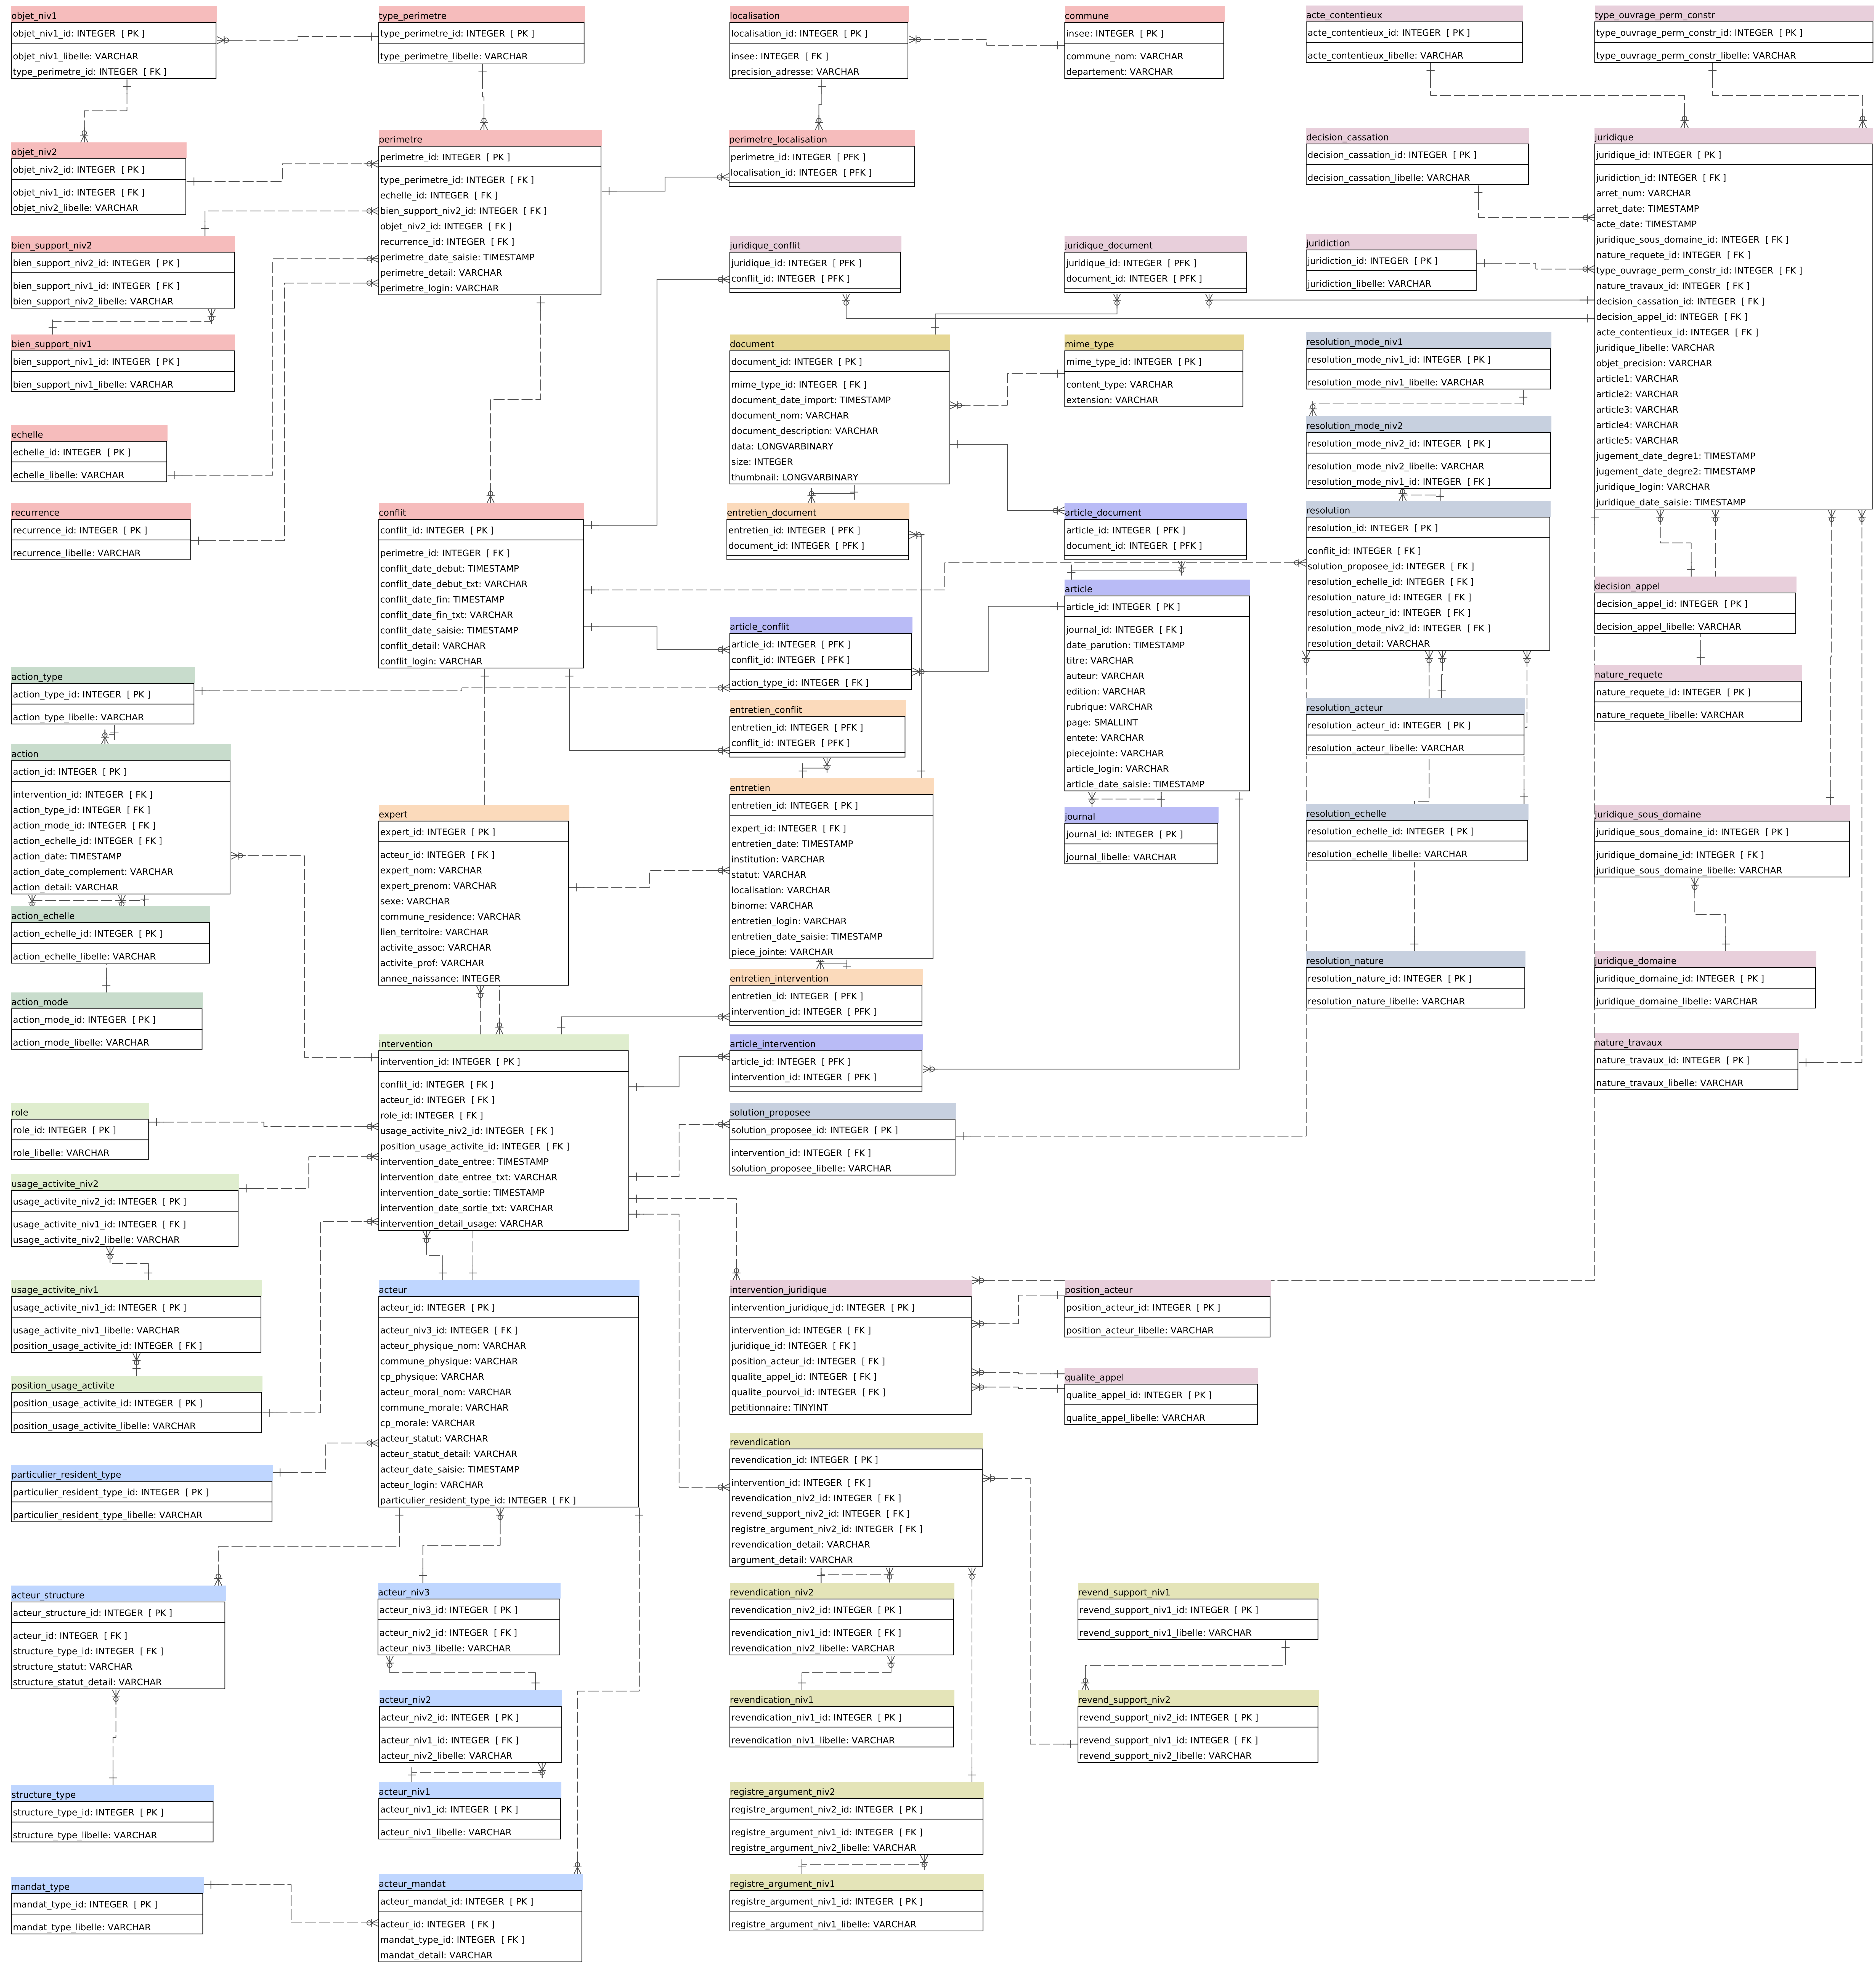 objet_niv1
objet_niv1_id: INTEGER [ PK ]
objet_niv1_libelle: VARCHAR
type_perimetre_id: INTEGER [ FK ]
type_perimetre
type_perimetre_id: INTEGER [ PK ]
type_perimetre_libelle: VARCHAR
localisation
localisation_id: INTEGER [ PK ]
insee: INTEGER [ FK ]
precision_adresse: VARCHAR
commune
insee: INTEGER [ PK ]
commune_nom: VARCHAR
departement: VARCHAR
acte_contentieux
acte_contentieux_id: INTEGER [ PK ]
acte_contentieux_libelle: VARCHAR
type_ouvrage_perm_constr
type_ouvrage_perm_constr_id: INTEGER [ PK ]
type_ouvrage_perm_constr_libelle: VARCHAR
objet_niv2
objet_niv2_id: INTEGER [ PK ]
objet_niv1_id: INTEGER [ FK ]
objet_niv2_libelle: VARCHAR
perimetre
perimetre_id: INTEGER [ PK ]
type_perimetre_id: INTEGER [ FK ]
echelle_id: INTEGER [ FK ]
bien_support_niv2_id: INTEGER [ FK ]
objet_niv2_id: INTEGER [ FK ]
recurrence_id: INTEGER [ FK ]
perimetre_date_saisie: TIMESTAMP
perimetre_detail: VARCHAR
perimetre_login: VARCHAR
perimetre_localisation
perimetre_id: INTEGER [ PFK ]
localisation_id: INTEGER [ PFK ]
decision_cassation
decision_cassation_id: INTEGER [ PK ]
decision_cassation_libelle: VARCHAR
juridique
juridique_id: INTEGER [ PK ]
juridiction_id: INTEGER [ FK ]
arret_num: VARCHAR
arret_date: TIMESTAMP
acte_date: TIMESTAMP
juridique_sous_domaine_id: INTEGER [ FK ]
nature_requete_id: INTEGER [ FK ]
type_ouvrage_perm_constr_id: INTEGER [ FK ]
nature_travaux_id: INTEGER [ FK ]
decision_cassation_id: INTEGER [ FK ]
decision_appel_id: INTEGER [ FK ]
acte_contentieux_id: INTEGER [ FK ]
juridique_libelle: VARCHAR
objet_precision: VARCHAR
article1: VARCHAR
article2: VARCHAR
article3: VARCHAR
article4: VARCHAR
article5: VARCHAR
jugement_date_degre1: TIMESTAMP
jugement_date_degre2: TIMESTAMP
juridique_login: VARCHAR
juridique_date_saisie: TIMESTAMP
bien_support_niv2
bien_support_niv2_id: INTEGER [ PK ]
bien_support_niv1_id: INTEGER [ FK ]
bien_support_niv2_libelle: VARCHAR
juridique_conflit
juridique_id: INTEGER [ PFK ]
conflit_id: INTEGER [ PFK ]
juridique_document
juridique_id: INTEGER [ PFK ]
document_id: INTEGER [ PFK ]
juridiction
juridiction_id: INTEGER [ PK ]
juridiction_libelle: VARCHAR
bien_support_niv1
bien_support_niv1_id: INTEGER [ PK ]
bien_support_niv1_libelle: VARCHAR
document
document_id: INTEGER [ PK ]
mime_type_id: INTEGER [ FK ]
document_date_import: TIMESTAMP
document_nom: VARCHAR
document_description: VARCHAR
data: LONGVARBINARY
size: INTEGER
thumbnail: LONGVARBINARY
mime_type
mime_type_id: INTEGER [ PK ]
content_type: VARCHAR
extension: VARCHAR
resolution_mode_niv1
resolution_mode_niv1_id: INTEGER [ PK ]
resolution_mode_niv1_libelle: VARCHAR
echelle
echelle_id: INTEGER [ PK ]
echelle_libelle: VARCHAR
resolution_mode_niv2
resolution_mode_niv2_id: INTEGER [ PK ]
resolution_mode_niv2_libelle: VARCHAR
resolution_mode_niv1_id: INTEGER [ FK ]
recurrence
recurrence_id: INTEGER [ PK ]
recurrence_libelle: VARCHAR
conflit
conflit_id: INTEGER [ PK ]
perimetre_id: INTEGER [ FK ]
conflit_date_debut: TIMESTAMP
conflit_date_debut_txt: VARCHAR
conflit_date_fin: TIMESTAMP
conflit_date_fin_txt: VARCHAR
conflit_date_saisie: TIMESTAMP
conflit_detail: VARCHAR
conflit_login: VARCHAR
entretien_document
entretien_id: INTEGER [ PFK ]
document_id: INTEGER [ PFK ]
article_document
article_id: INTEGER [ PFK ]
document_id: INTEGER [ PFK ]
resolution
resolution_id: INTEGER [ PK ]
conflit_id: INTEGER [ FK ]
solution_proposee_id: INTEGER [ FK ]
resolution_echelle_id: INTEGER [ FK ]
resolution_nature_id: INTEGER [ FK ]
resolution_acteur_id: INTEGER [ FK ]
resolution_mode_niv2_id: INTEGER [ FK ]
resolution_detail: VARCHAR
decision_appel
decision_appel_id: INTEGER [ PK ]
decision_appel_libelle: VARCHAR
article
article_id: INTEGER [ PK ]
journal_id: INTEGER [ FK ]
date_parution: TIMESTAMP
titre: VARCHAR
auteur: VARCHAR
edition: VARCHAR
rubrique: VARCHAR
page: SMALLINT
entete: VARCHAR
piecejointe: VARCHAR
article_login: VARCHAR
article_date_saisie: TIMESTAMP
article_conflit
article_id: INTEGER [ PFK ]
conflit_id: INTEGER [ PFK ]
action_type_id: INTEGER [ FK ]
action_type
action_type_id: INTEGER [ PK ]
action_type_libelle: VARCHAR
nature_requete
nature_requete_id: INTEGER [ PK ]
nature_requete_libelle: VARCHAR
entretien_conflit
entretien_id: INTEGER [ PFK ]
conflit_id: INTEGER [ PFK ]
resolution_acteur
resolution_acteur_id: INTEGER [ PK ]
resolution_acteur_libelle: VARCHAR
action
action_id: INTEGER [ PK ]
intervention_id: INTEGER [ FK ]
action_type_id: INTEGER [ FK ]
action_mode_id: INTEGER [ FK ]
action_echelle_id: INTEGER [ FK ]
action_date: TIMESTAMP
action_date_complement: VARCHAR
action_detail: VARCHAR
entretien
entretien_id: INTEGER [ PK ]
expert_id: INTEGER [ FK ]
entretien_date: TIMESTAMP
institution: VARCHAR
statut: VARCHAR
localisation: VARCHAR
binome: VARCHAR
entretien_login: VARCHAR
entretien_date_saisie: TIMESTAMP
piece_jointe: VARCHAR
expert
expert_id: INTEGER [ PK ]
acteur_id: INTEGER [ FK ]
expert_nom: VARCHAR
expert_prenom: VARCHAR
sexe: VARCHAR
commune_residence: VARCHAR
lien_territoire: VARCHAR
activite_assoc: VARCHAR
activite_prof: VARCHAR
annee_naissance: INTEGER
journal
journal_id: INTEGER [ PK ]
journal_libelle: VARCHAR
resolution_echelle
resolution_echelle_id: INTEGER [ PK ]
resolution_echelle_libelle: VARCHAR
juridique_sous_domaine
juridique_sous_domaine_id: INTEGER [ PK ]
juridique_domaine_id: INTEGER [ FK ]
juridique_sous_domaine_libelle: VARCHAR
action_echelle
action_echelle_id: INTEGER [ PK ]
action_echelle_libelle: VARCHAR
resolution_nature
resolution_nature_id: INTEGER [ PK ]
resolution_nature_libelle: VARCHAR
juridique_domaine
juridique_domaine_id: INTEGER [ PK ]
juridique_domaine_libelle: VARCHAR
entretien_intervention
entretien_id: INTEGER [ PFK ]
intervention_id: INTEGER [ PFK ]
action_mode
action_mode_id: INTEGER [ PK ]
action_mode_libelle: VARCHAR
intervention
intervention_id: INTEGER [ PK ]
conflit_id: INTEGER [ FK ]
acteur_id: INTEGER [ FK ]
role_id: INTEGER [ FK ]
usage_activite_niv2_id: INTEGER [ FK ]
position_usage_activite_id: INTEGER [ FK ]
intervention_date_entree: TIMESTAMP
intervention_date_entree_txt: VARCHAR
intervention_date_sortie: TIMESTAMP
intervention_date_sortie_txt: VARCHAR
intervention_detail_usage: VARCHAR
article_intervention
article_id: INTEGER [ PFK ]
intervention_id: INTEGER [ PFK ]
nature_travaux
nature_travaux_id: INTEGER [ PK ]
nature_travaux_libelle: VARCHAR
role
role_id: INTEGER [ PK ]
role_libelle: VARCHAR
solution_proposee
solution_proposee_id: INTEGER [ PK ]
intervention_id: INTEGER [ FK ]
solution_proposee_libelle: VARCHAR
usage_activite_niv2
usage_activite_niv2_id: INTEGER [ PK ]
usage_activite_niv1_id: INTEGER [ FK ]
usage_activite_niv2_libelle: VARCHAR
usage_activite_niv1
usage_activite_niv1_id: INTEGER [ PK ]
usage_activite_niv1_libelle: VARCHAR
position_usage_activite_id: INTEGER [ FK ]
acteur
acteur_id: INTEGER [ PK ]
acteur_niv3_id: INTEGER [ FK ]
acteur_physique_nom: VARCHAR
commune_physique: VARCHAR
cp_physique: VARCHAR
acteur_moral_nom: VARCHAR
commune_morale: VARCHAR
cp_morale: VARCHAR
acteur_statut: VARCHAR
acteur_statut_detail: VARCHAR
acteur_date_saisie: TIMESTAMP
acteur_login: VARCHAR
particulier_resident_type_id: INTEGER [ FK ]
intervention_juridique
intervention_juridique_id: INTEGER [ PK ]
intervention_id: INTEGER [ FK ]
juridique_id: INTEGER [ FK ]
position_acteur_id: INTEGER [ FK ]
qualite_appel_id: INTEGER [ FK ]
qualite_pourvoi_id: INTEGER [ FK ]
petitionnaire: TINYINT
position_acteur
position_acteur_id: INTEGER [ PK ]
position_acteur_libelle: VARCHAR
position_usage_activite
position_usage_activite_id: INTEGER [ PK ]
position_usage_activite_libelle: VARCHAR
qualite_appel
qualite_appel_id: INTEGER [ PK ]
qualite_appel_libelle: VARCHAR
revendication
revendication_id: INTEGER [ PK ]
intervention_id: INTEGER [ FK ]
revendication_niv2_id: INTEGER [ FK ]
revend_support_niv2_id: INTEGER [ FK ]
registre_argument_niv2_id: INTEGER [ FK ]
revendication_detail: VARCHAR
argument_detail: VARCHAR
particulier_resident_type
particulier_resident_type_id: INTEGER [ PK ]
particulier_resident_type_libelle: VARCHAR
acteur_structure
acteur_structure_id: INTEGER [ PK ]
acteur_id: INTEGER [ FK ]
structure_type_id: INTEGER [ FK ]
structure_statut: VARCHAR
structure_statut_detail: VARCHAR
acteur_niv3
acteur_niv3_id: INTEGER [ PK ]
acteur_niv2_id: INTEGER [ FK ]
acteur_niv3_libelle: VARCHAR
revendication_niv2
revendication_niv2_id: INTEGER [ PK ]
revendication_niv1_id: INTEGER [ FK ]
revendication_niv2_libelle: VARCHAR
revend_support_niv1
revend_support_niv1_id: INTEGER [ PK ]
revend_support_niv1_libelle: VARCHAR
acteur_niv2
acteur_niv2_id: INTEGER [ PK ]
acteur_niv1_id: INTEGER [ FK ]
acteur_niv2_libelle: VARCHAR
revendication_niv1
revendication_niv1_id: INTEGER [ PK ]
revendication_niv1_libelle: VARCHAR
revend_support_niv2
revend_support_niv2_id: INTEGER [ PK ]
revend_support_niv1_id: INTEGER [ FK ]
revend_support_niv2_libelle: VARCHAR
structure_type
structure_type_id: INTEGER [ PK ]
structure_type_libelle: VARCHAR
acteur_niv1
acteur_niv1_id: INTEGER [ PK ]
acteur_niv1_libelle: VARCHAR
registre_argument_niv2
registre_argument_niv2_id: INTEGER [ PK ]
registre_argument_niv1_id: INTEGER [ FK ]
registre_argument_niv2_libelle: VARCHAR
mandat_type
mandat_type_id: INTEGER [ PK ]
mandat_type_libelle: VARCHAR
acteur_mandat
acteur_mandat_id: INTEGER [ PK ]
acteur_id: INTEGER [ FK ]
mandat_type_id: INTEGER [ FK ]
mandat_detail: VARCHAR
registre_argument_niv1
registre_argument_niv1_id: INTEGER [ PK ]
registre_argument_niv1_libelle: VARCHAR